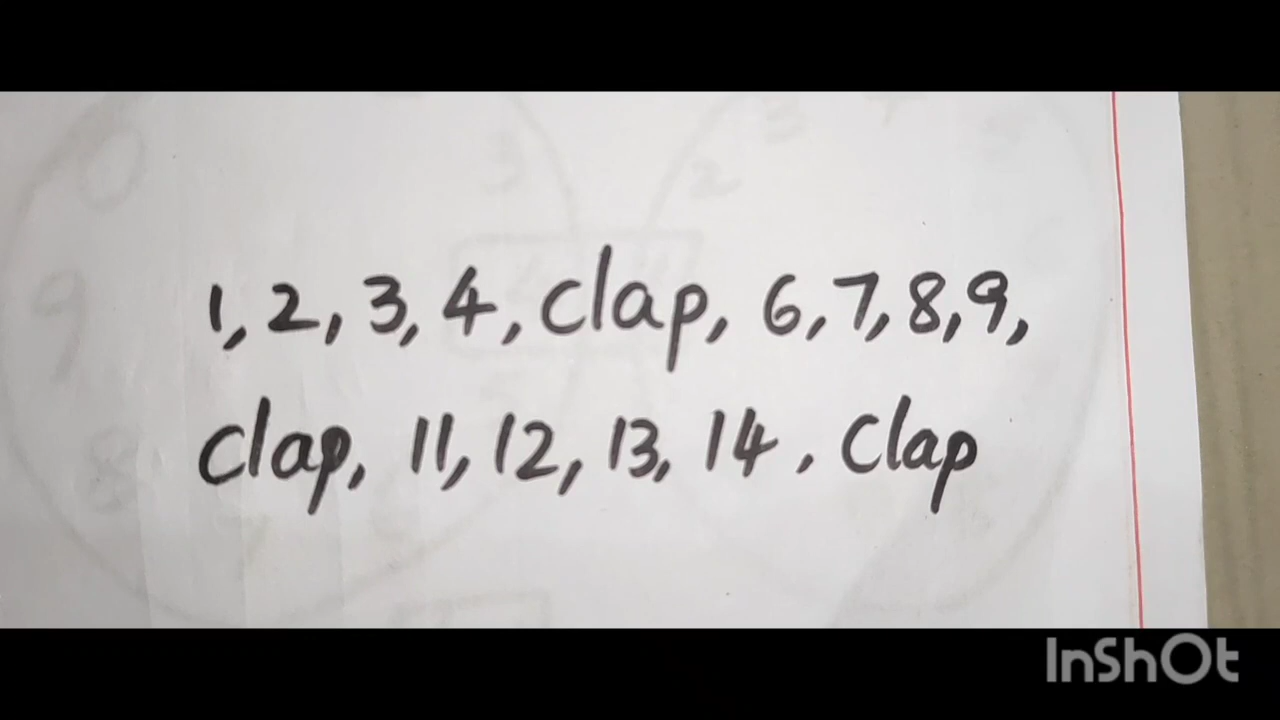 1, 2, 3, 4, clap, 6, 7, 8, 9,
clap, 11, 12, 13, 14, clap
InShOt